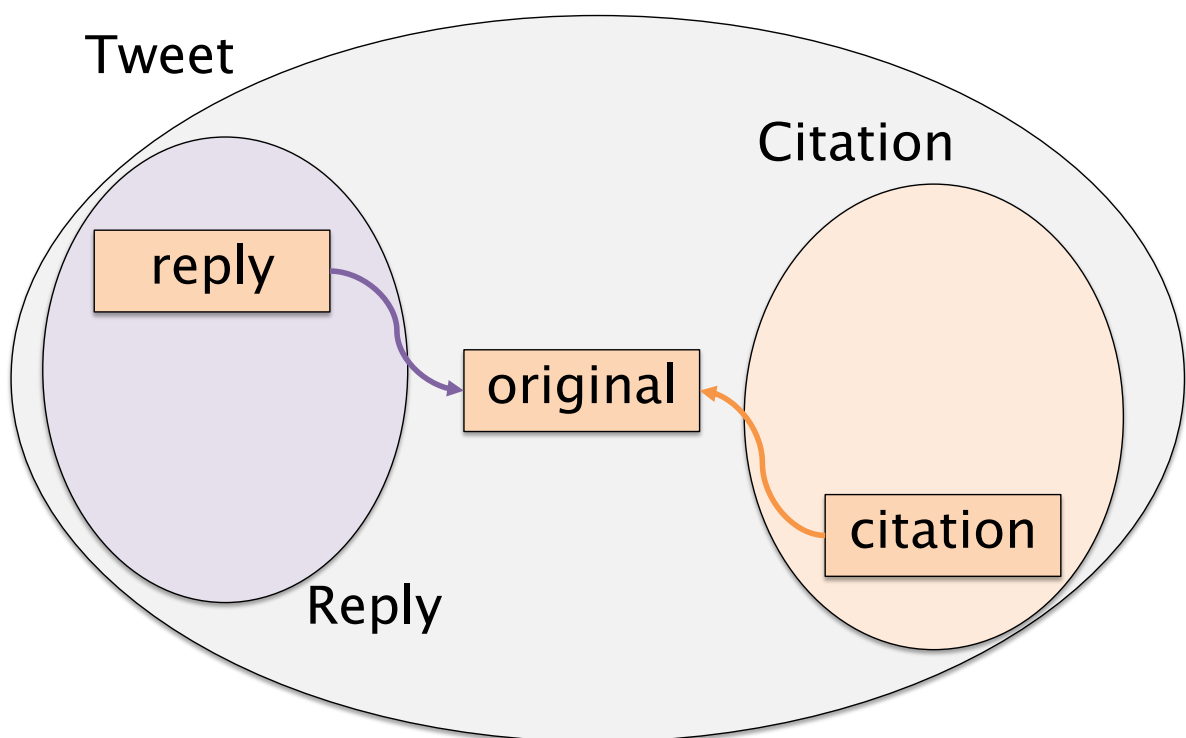 Tweet
Citation
reply
original
citation
Reply